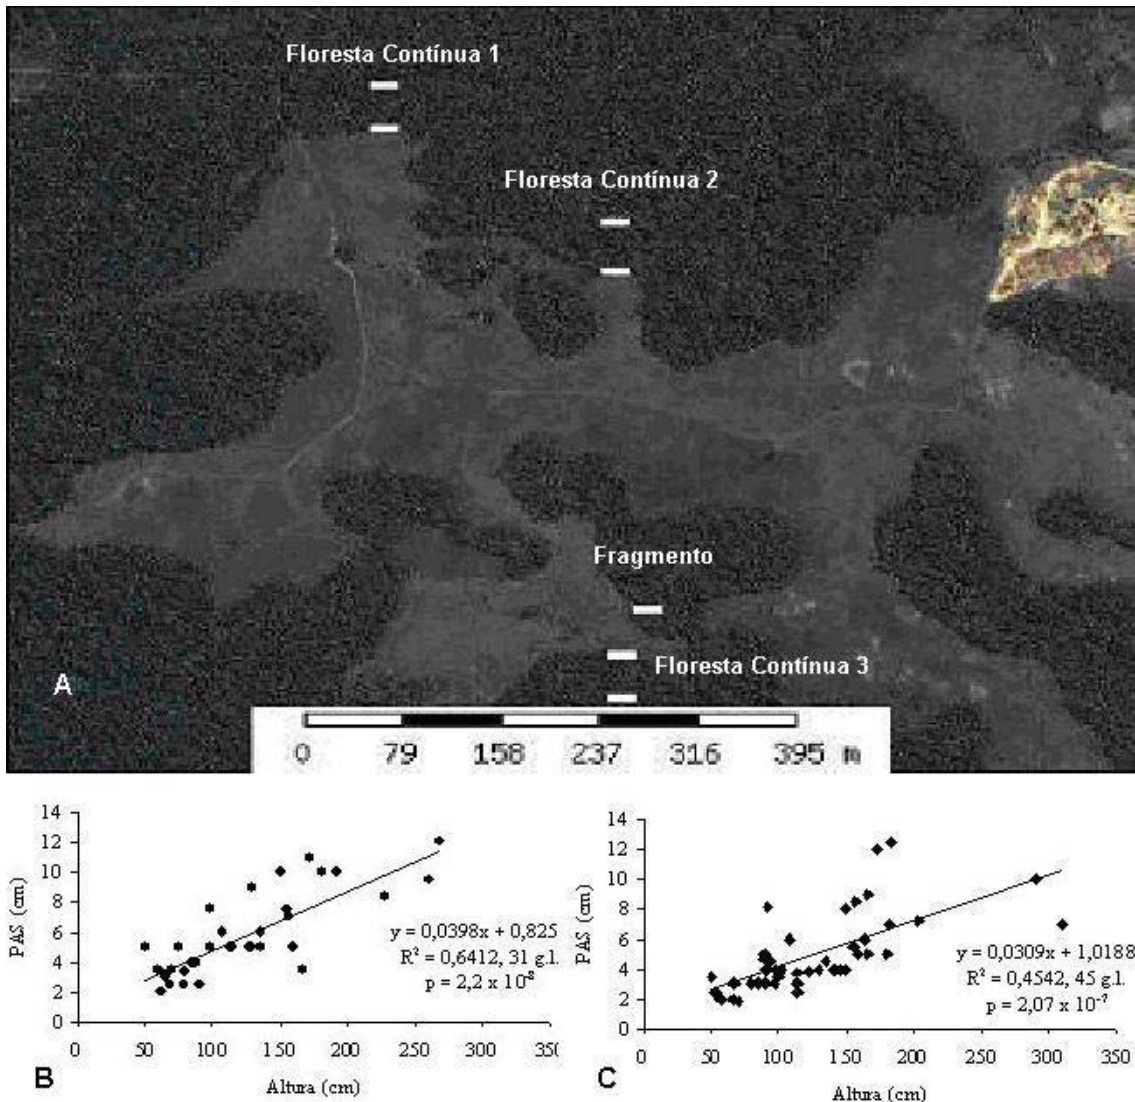 Floresta Contínua 1
Floresta Contínua 2
Fragmento
Floresta Contínua 3
A
0 79 158 237 316 395 m
14
12
10
8
6
4
2
0
PAS (cm)
y = 0,0398x + 0,825
R² = 0,6412, 31 g.l.
p = 2,2 x 10⁻⁸
0 50 100 150 200 250 300 350
Altura (cm)
B
14
12
10
8
6
4
2
0
PAS (cm)
y = 0,0309x + 1,0188
R² = 0,4542, 45 g.l.
p = 2,07 x 10⁻⁷
0 50 100 150 200 250 300 350
Altura (cm)
C